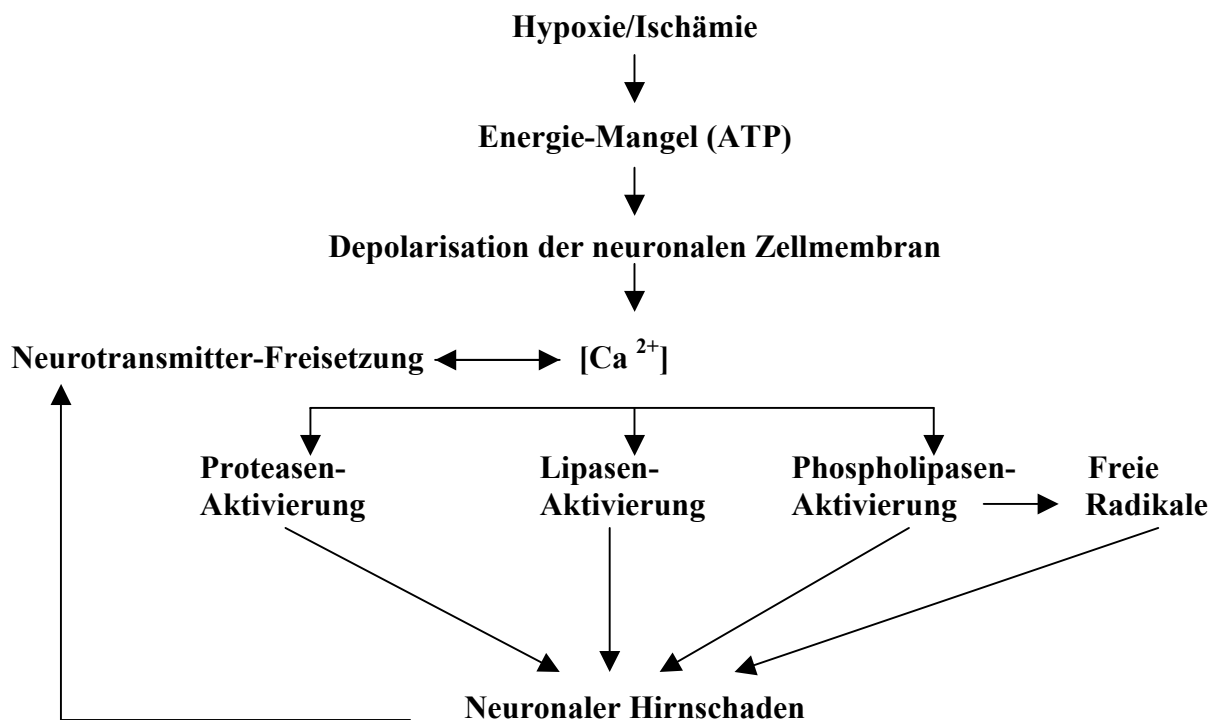 Hypoxie/Ischämie
Energie-Mangel (ATP)
Depolarisation der neuronalen Zellmembran
Neurotransmitter-Freisetzung [Ca 2+]
Proteasen- Lipasen- Phospholipasen- Freie
Aktivierung Aktivierung Aktivierung Radikale
Neuronaler Hirnschaden